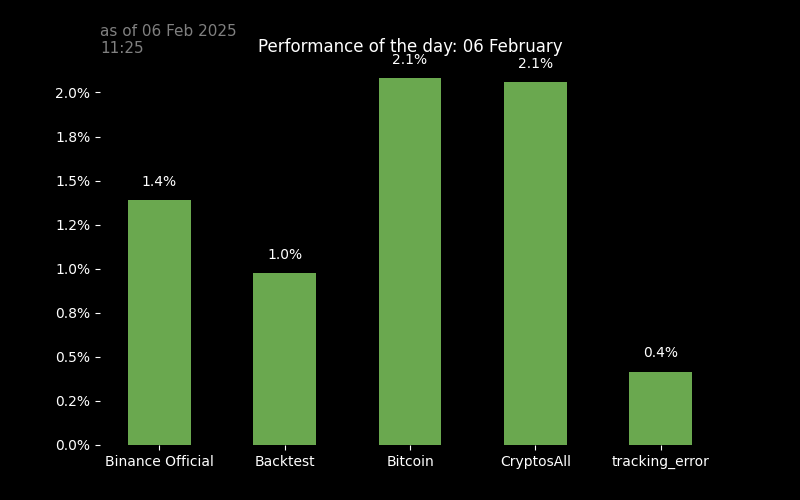 as of 06 Feb 2025
11:25
Performance of the day: 06 February
2.1%
2.1%
2.0%
1.8%
1.5%
1.4%
1.2%
1.0%
1.0%
0.8%
0.5%
0.4%
0.2%
0.0%
Binance Official
Backtest
Bitcoin
CryptosAll
tracking_error